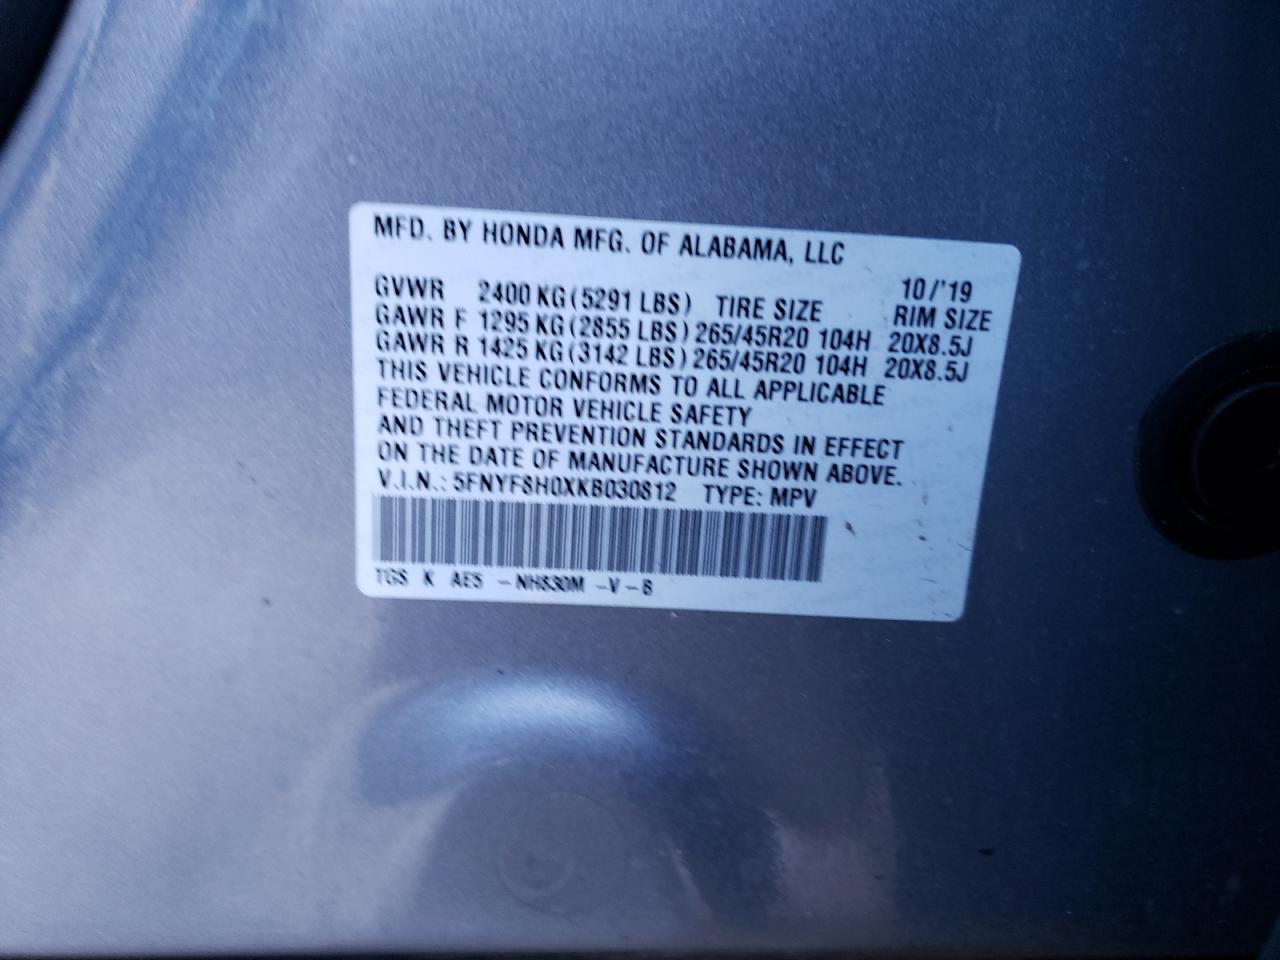 MFD. BY HONDA MFG. OF ALABAMA, LLC
10/'19
GVWR 2400 KG (5291 LBS) TIRE SIZE RIM SIZE
GAWR F 1295 KG (2855 LBS) 265/45R20 104H 20X8.5J
GAWR R 1425 KG (3142 LBS) 265/45R20 104H 20X8.5J
THIS VEHICLE CONFORMS TO ALL APPLICABLE
FEDERAL MOTOR VEHICLE SAFETY
AND THEFT PREVENTION STANDARDS IN EFFECT
ON THE DATE OF MANUFACTURE SHOWN ABOVE.
V.I.N.: 5FNYF8H0XKB030812 TYPE: MPV
TGS K AE5 -NH830M -V -B